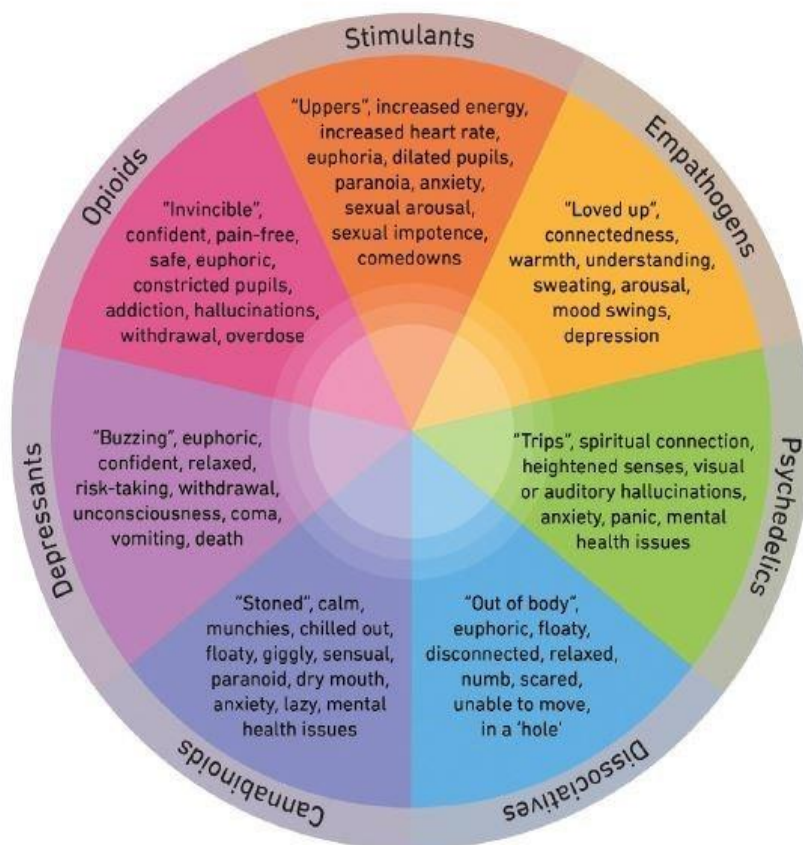 Stimulants
"Uppers", increased energy,
increased heart rate,
euphoria, dilated pupils,
paranoia, anxiety,
sexual arousal,
sexual impotence,
comedowns
Empathogens
"Loved up",
connectedness,
warmth, understanding,
sweating, arousal,
mood swings,
depression
Psychedelics
"Trips", spiritual connection,
heightened senses, visual
or auditory hallucinations,
anxiety, panic, mental
health issues
Dissociatives
"Out of body",
euphoric, floaty,
disconnected, relaxed,
numb, scared,
unable to move,
in a 'hole'
Cannabinoids
"Stoned", calm,
munchies, chilled out,
floaty, giggly, sensual,
paranoid, dry mouth,
anxiety, lazy, mental
health issues
Depressants
"Buzzing", euphoric,
confident, relaxed,
risk-taking, withdrawal,
unconsciousness, coma,
vomiting, death
Opioids
"Invincible",
confident, pain-free,
safe, euphoric,
constricted pupils,
addiction, hallucinations,
withdrawal, overdose